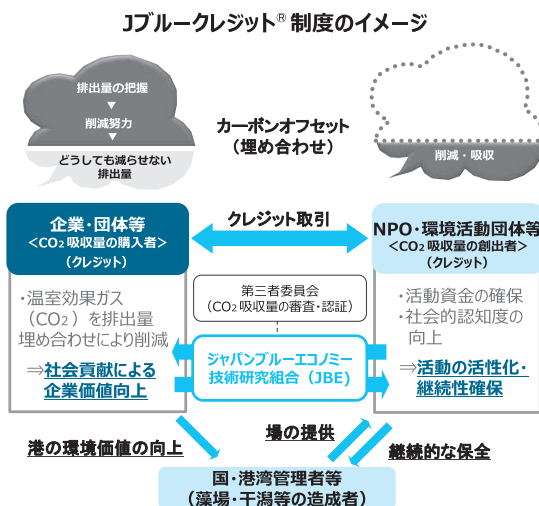 Jブルークレジット®制度のイメージ
排出量の把握
▼
削減努力
▼
どうしても減らせない
排出量
カーボンオフセット
（埋め合わせ）
削減・吸収
企業・団体等
<CO₂吸収量の購入者>
（クレジット）
クレジット取引
NPO・環境活動団体等
<CO₂吸収量の創出者>
（クレジット）
・温室効果ガス
（CO₂）を排出量
埋め合わせにより削減
⇒社会貢献による
企業価値向上
第三者委員会
（CO₂吸収量の審査・認証）
ジャパンブルーエコノミー
技術研究組合（JBE)
・活動資金の確保
・社会的認知度の
向上
⇒活動の活性化・
継続性確保
港の環境価値の向上
場の提供
継続的な保全
国・港湾管理者等
（藻場・干潟等の造成者）